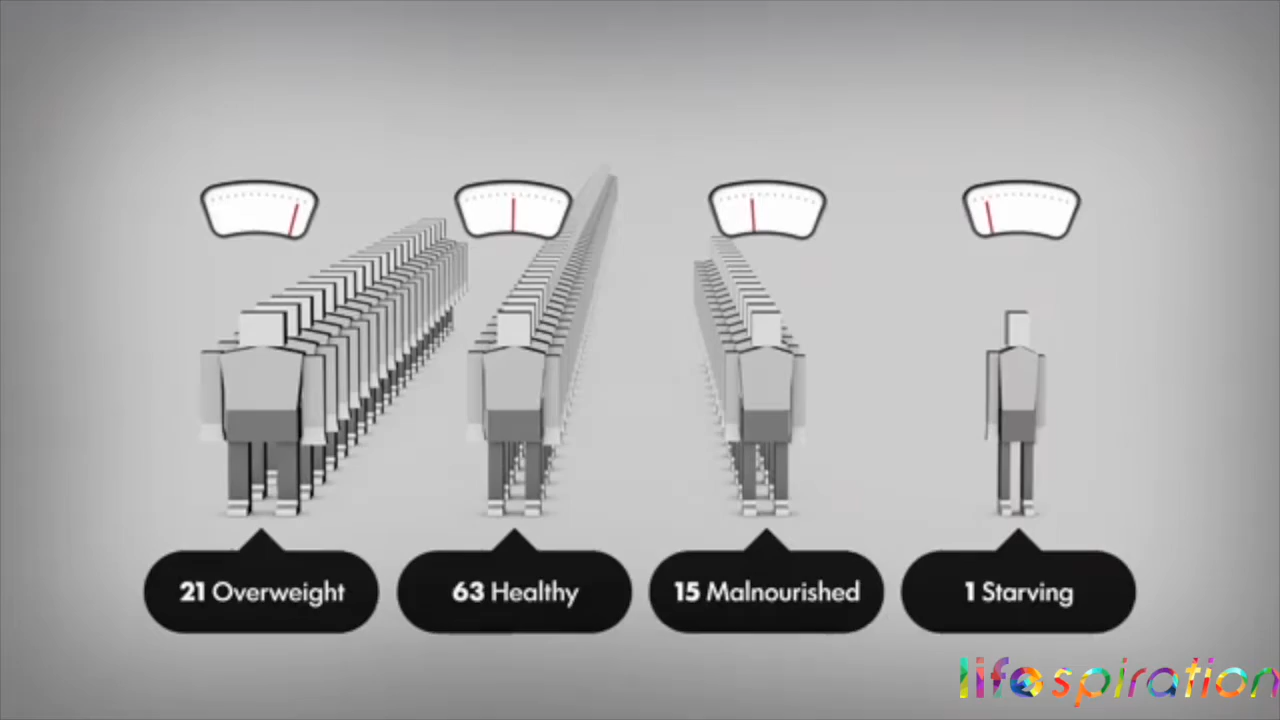 21 Overweight
63 Healthy
15 Malnourished
1 Starving
lifespiration